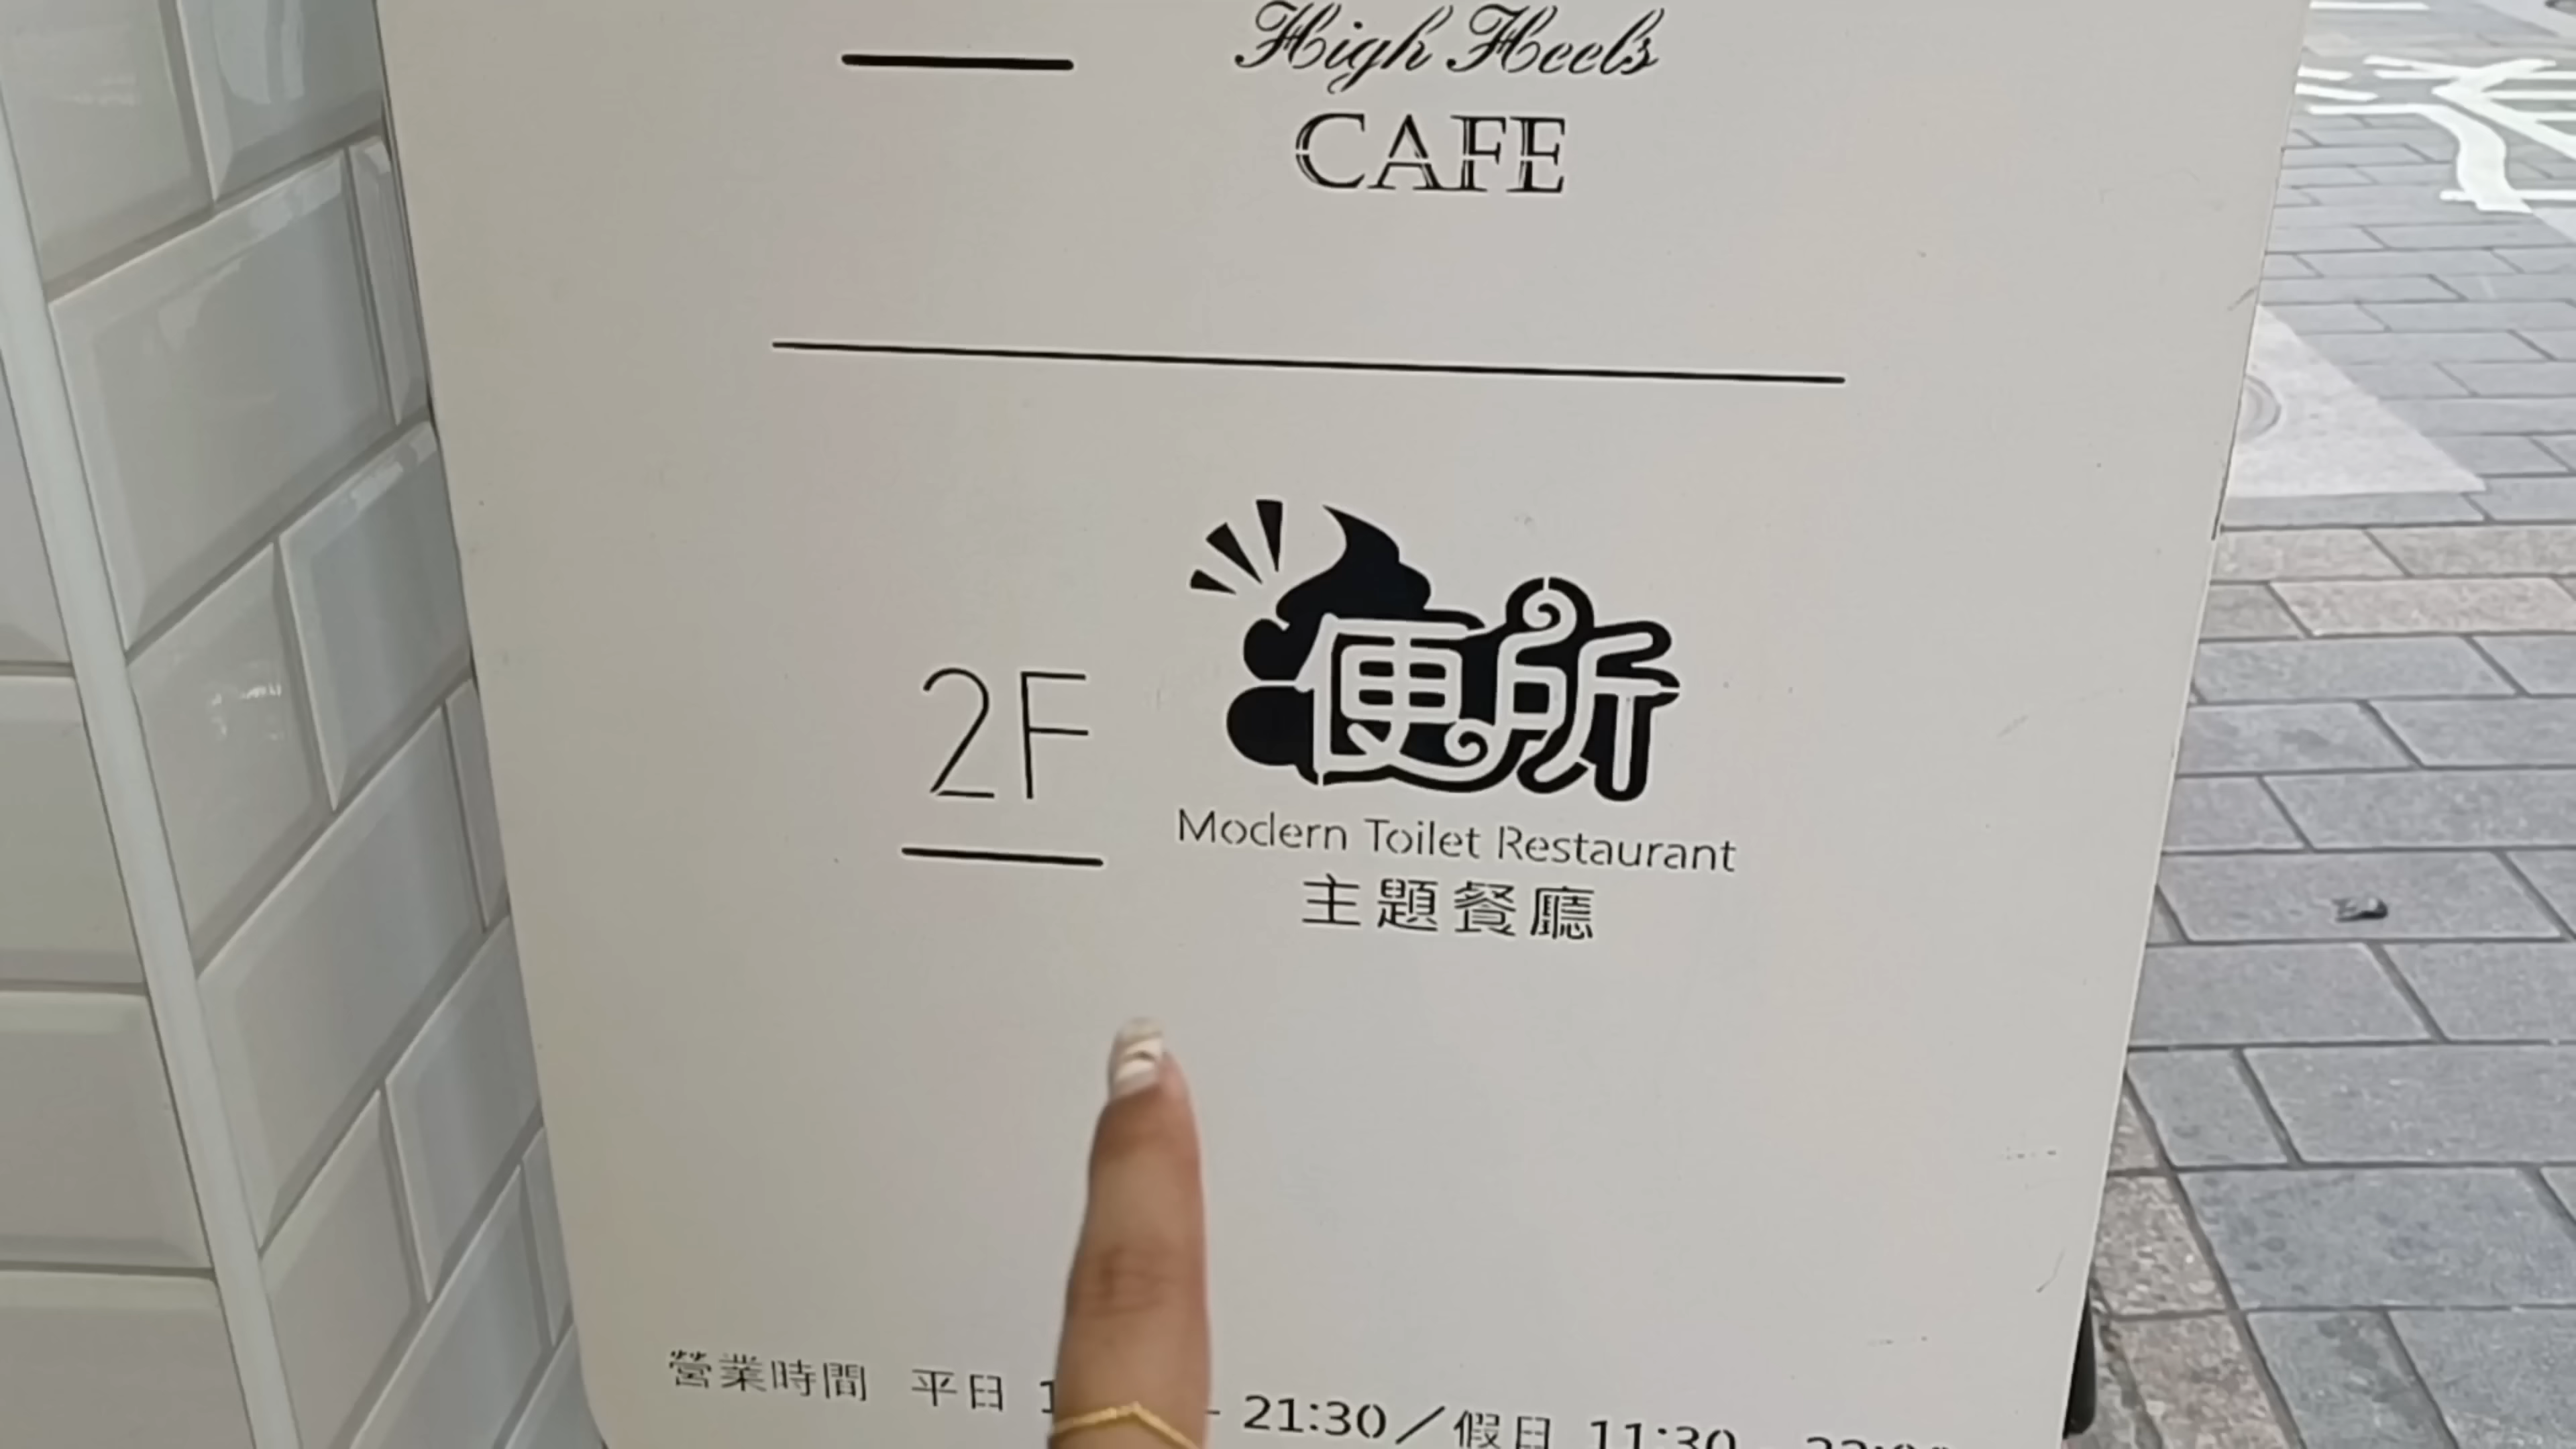 High Heels
CAFE
2F
便所
Modern Toilet Restaurant
主題餐廳
營業時間 平日 - 21:30／假日 11:30